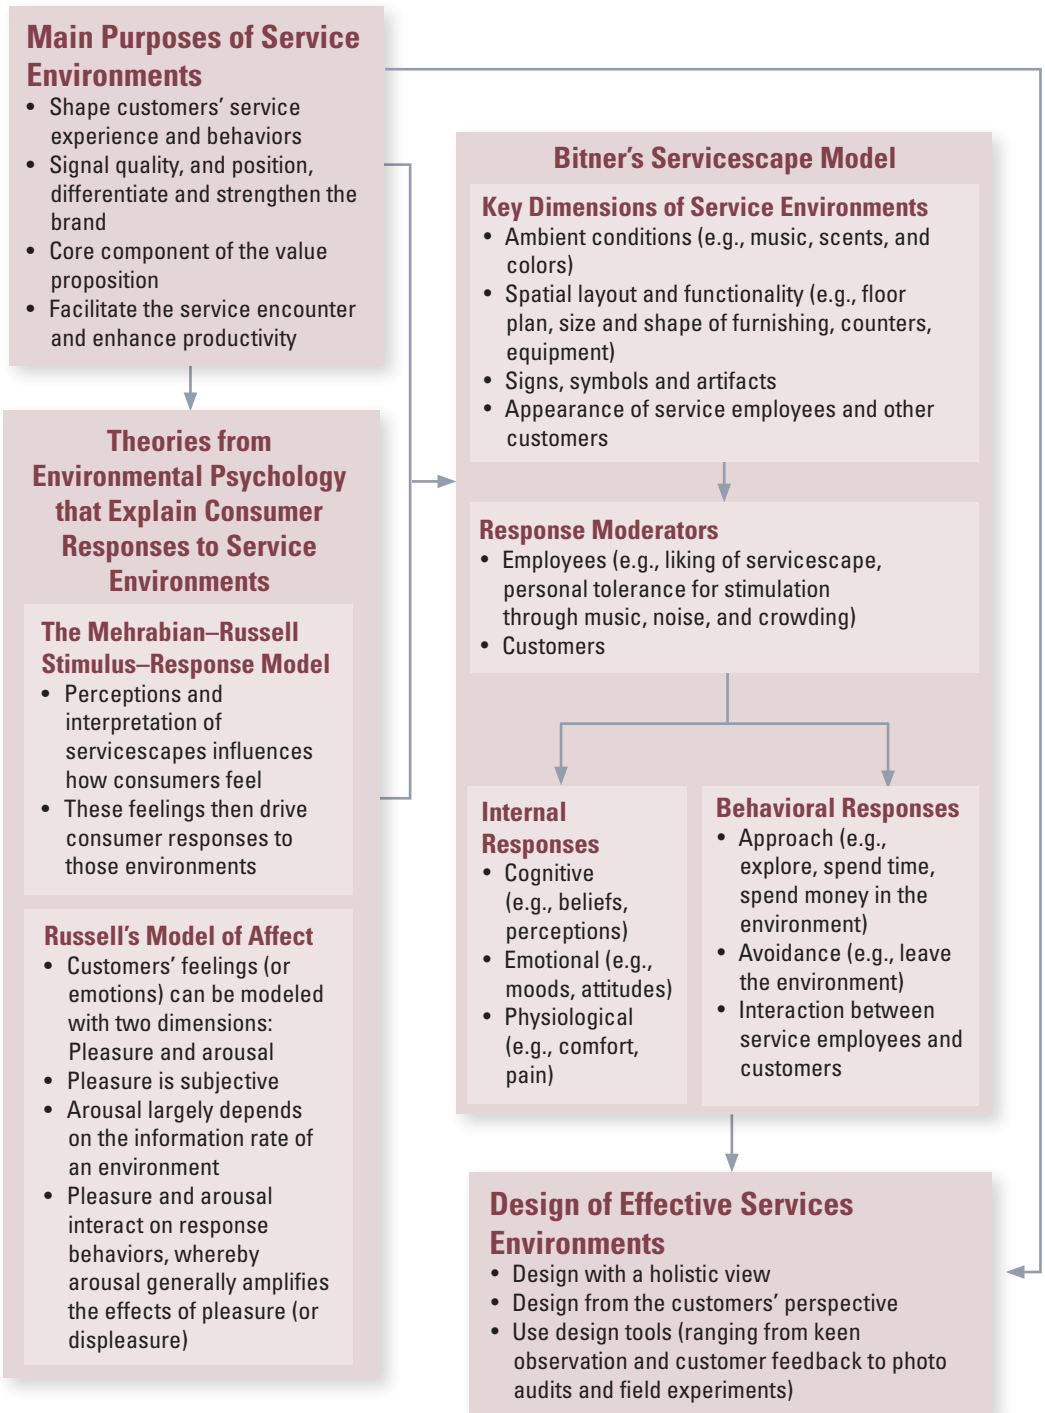 Main Purposes of Service
Environments
• Shape customers’ service
experience and behaviors
• Signal quality, and position,
differentiate and strengthen the
brand
• Core component of the value
proposition
• Facilitate the service encounter
and enhance productivity
Theories from
Environmental Psychology
that Explain Consumer
Responses to Service
Environments
The Mehrabian–Russell
Stimulus–Response Model
• Perceptions and
interpretation of
servicescapes influences
how consumers feel
• These feelings then drive
consumer responses to
those environments
Russell’s Model of Affect
• Customers’ feelings (or
emotions) can be modeled
with two dimensions:
Pleasure and arousal
• Pleasure is subjective
• Arousal largely depends
on the information rate of
an environment
• Pleasure and arousal
interact on response
behaviors, whereby
arousal generally amplifies
the effects of pleasure (or
displeasure)
Bitner’s Servicescape Model
Key Dimensions of Service Environments
• Ambient conditions (e.g., music, scents, and
colors)
• Spatial layout and functionality (e.g., floor
plan, size and shape of furnishing, counters,
equipment)
• Signs, symbols and artifacts
• Appearance of service employees and other
customers
Response Moderators
• Employees (e.g., liking of servicescape,
personal tolerance for stimulation
through music, noise, and crowding)
• Customers
Internal
Responses
• Cognitive
(e.g., beliefs,
perceptions)
• Emotional (e.g.,
moods, attitudes)
• Physiological
(e.g., comfort,
pain)
Behavioral Responses
• Approach (e.g.,
explore, spend time,
spend money in the
environment)
• Avoidance (e.g., leave
the environment)
• Interaction between
service employees and
customers
Design of Effective Services
Environments
• Design with a holistic view
• Design from the customers’ perspective
• Use design tools (ranging from keen
observation and customer feedback to photo
audits and field experiments)